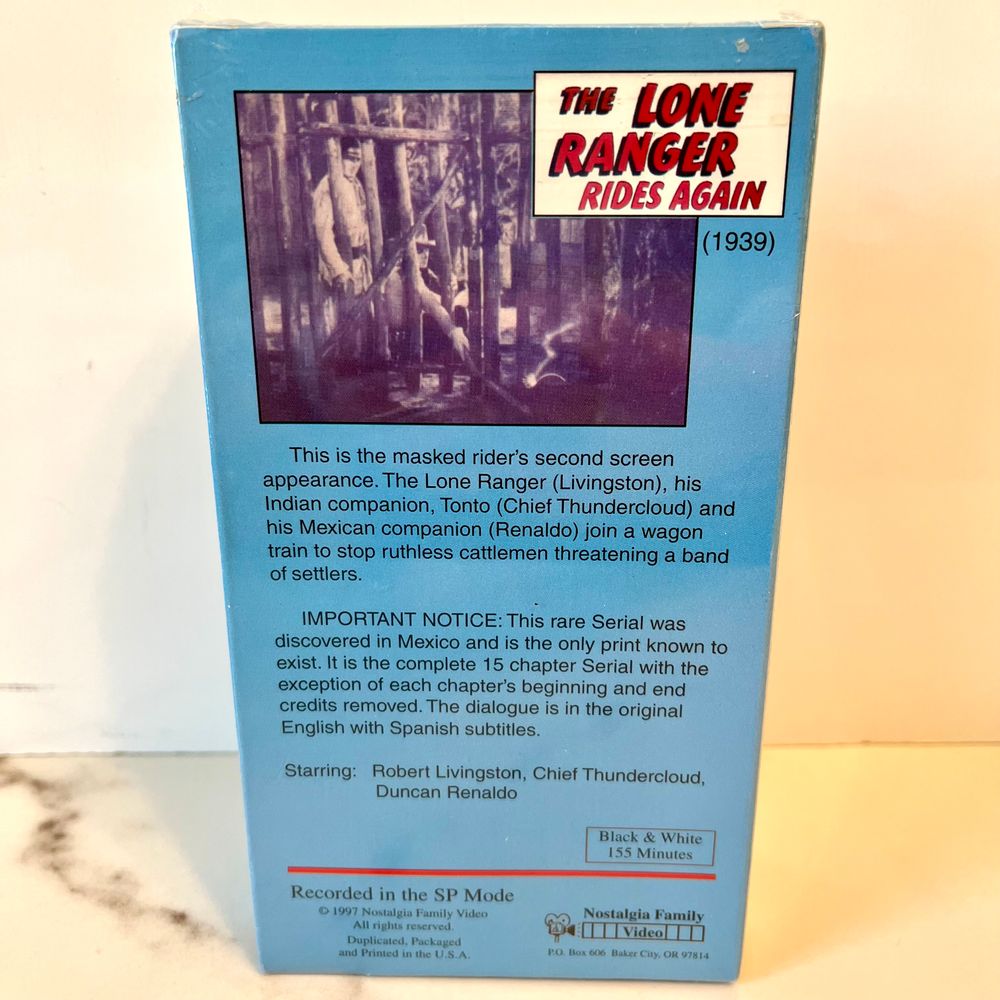 THE LONE
RANGER
RIDES AGAIN
(1939)
This is the masked rider's second screen
appearance. The Lone Ranger (Livingston), his
Indian companion, Tonto (Chief Thundercloud) and
his Mexican companion (Renaldo) join a wagon
train to stop ruthless cattlemen threatening a band
of settlers.
IMPORTANT NOTICE: This rare Serial was
discovered in Mexico and is the only print known to
exist. It is the complete 15 chapter Serial with the
exception of each chapter's beginning and end
credits removed. The dialogue is in the original
English with Spanish subtitles.
Starring: Robert Livingston, Chief Thundercloud,
Duncan Renaldo
Black & White
155 Minutes
Recorded in the SP Mode
© 1997 Nostalgia Family Video
All rights reserved.
Duplicated, Packaged
and Printed in the U.S.A.
Nostalgia Family
Video
P.O. Box 606 Baker City, OR 97814